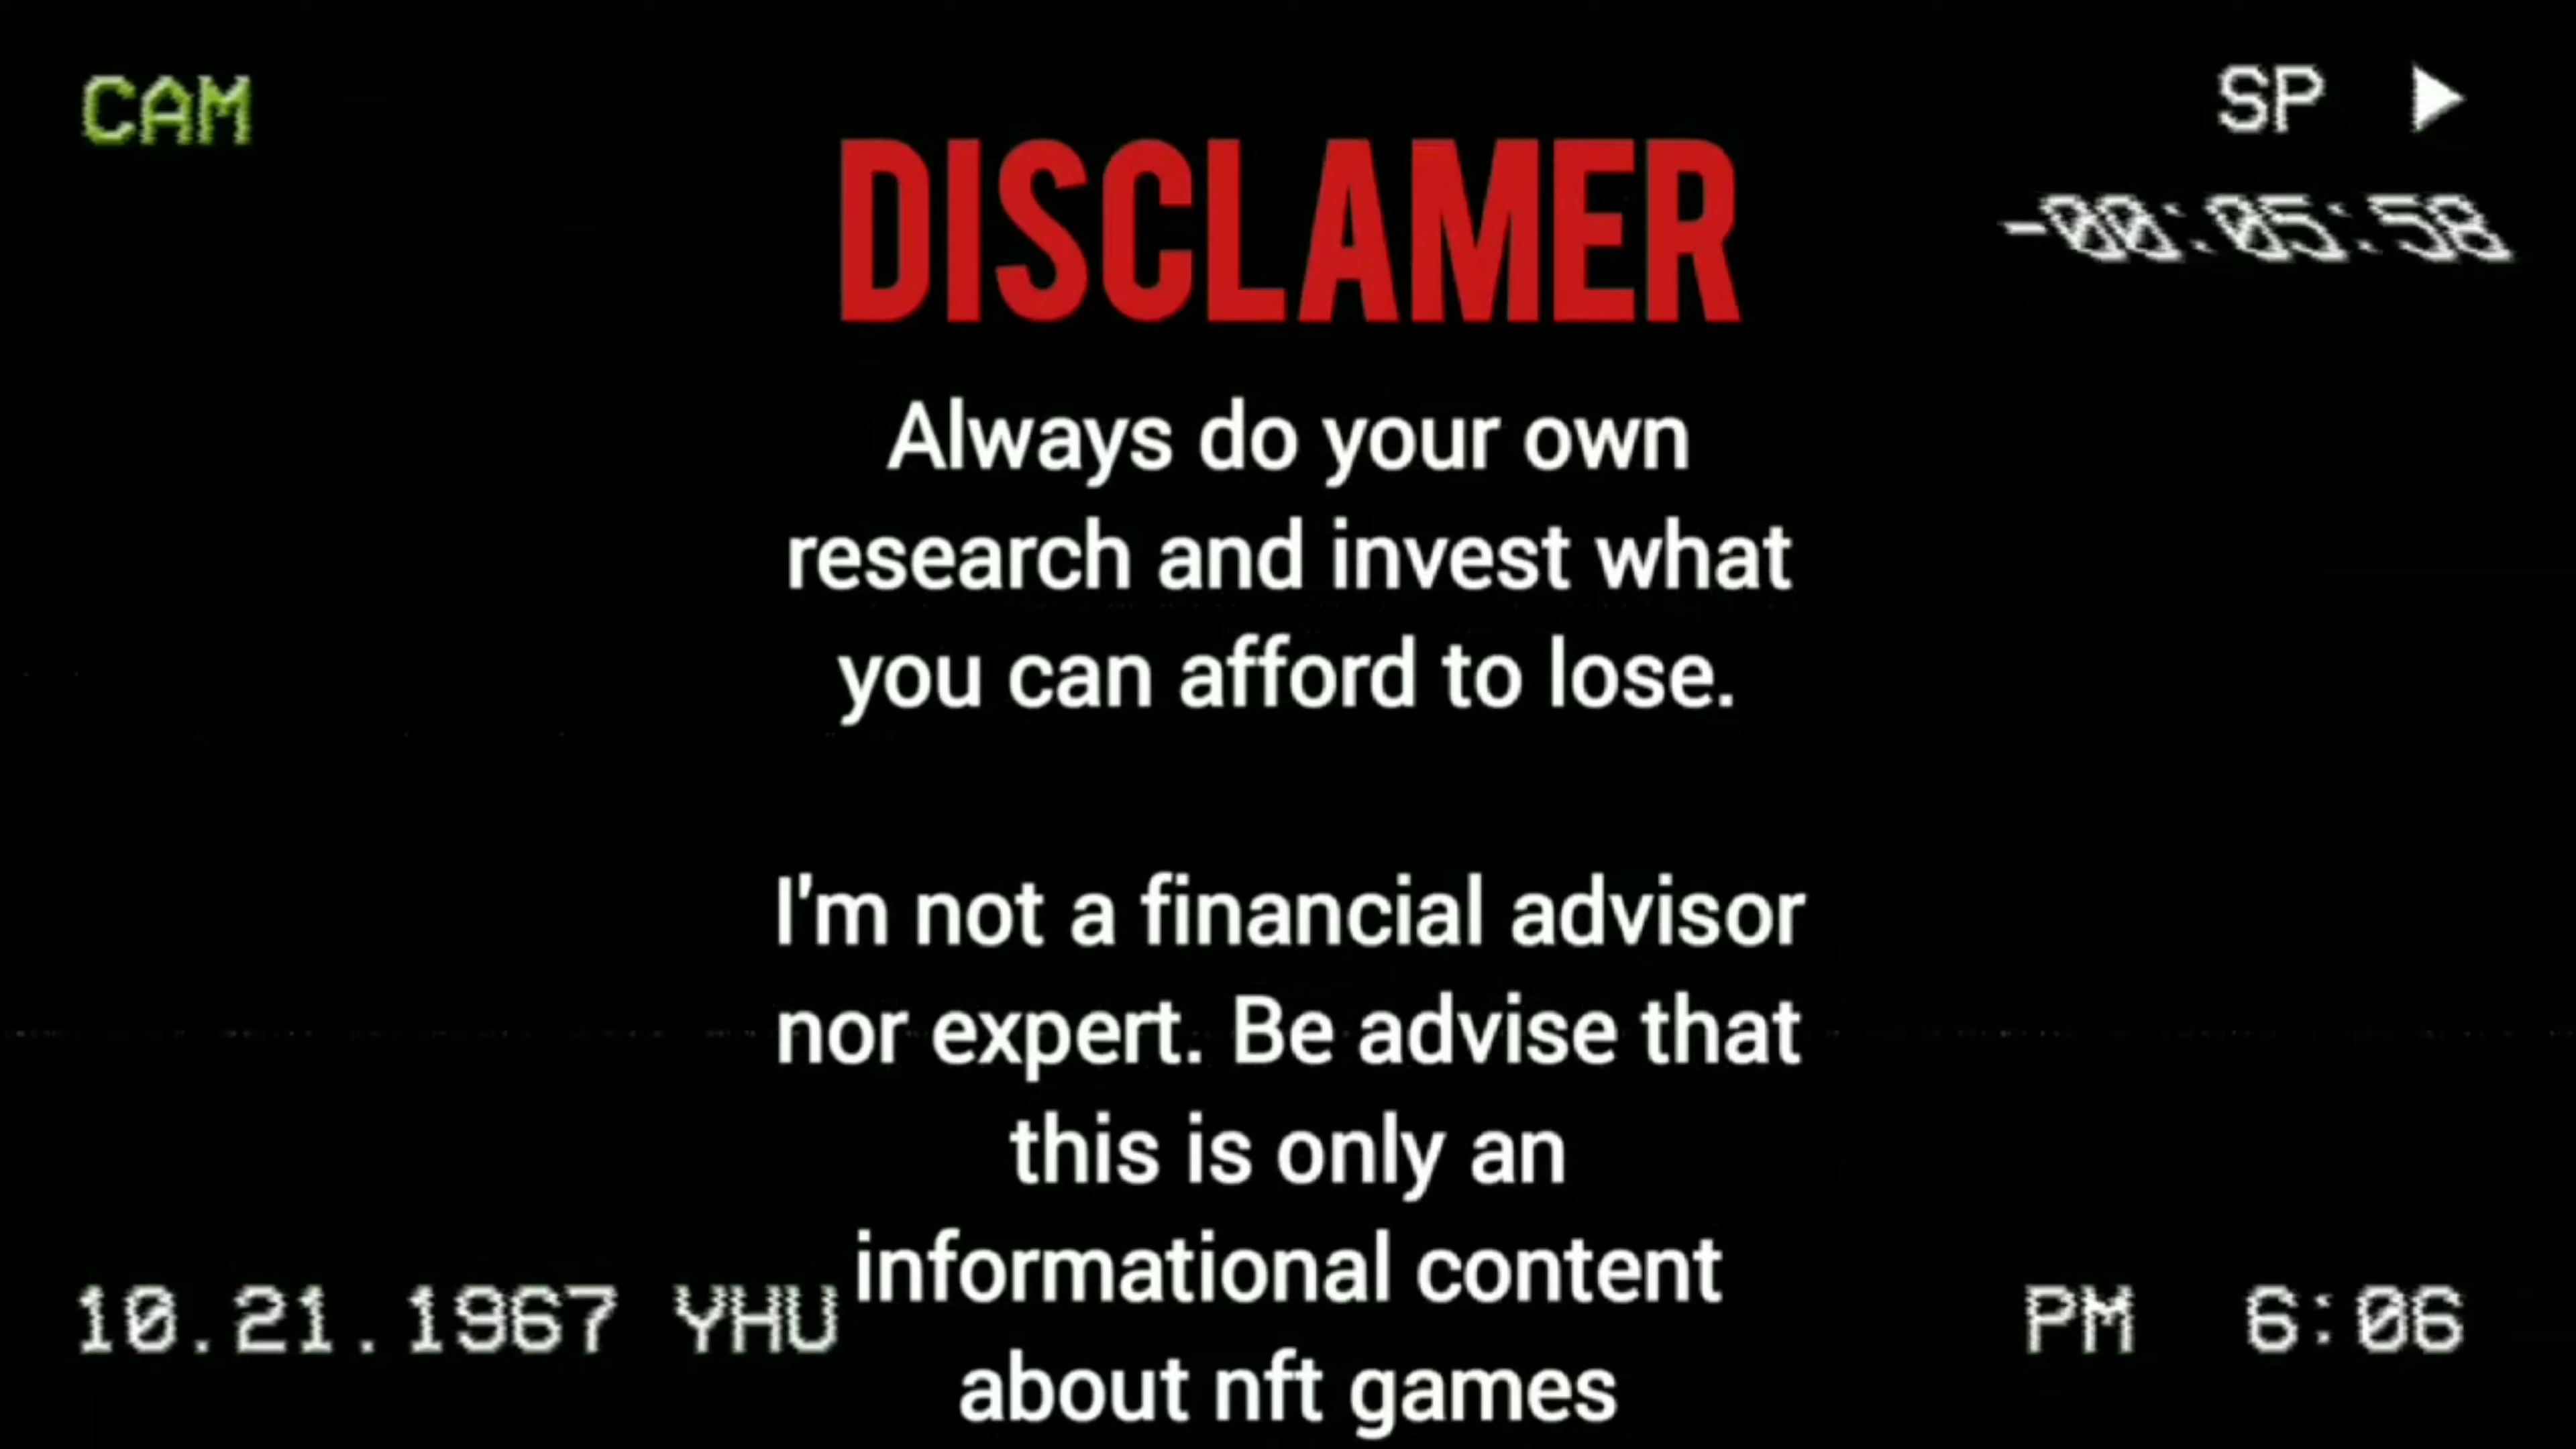 CAM
SP
DISCLAMER
-00:05:58
Always do your own
research and invest what
you can afford to lose.
I'm not a financial advisor
nor expert. Be advise that
this is only an
informational content
10.21.1967 YHU
PM 6:06
about nft games